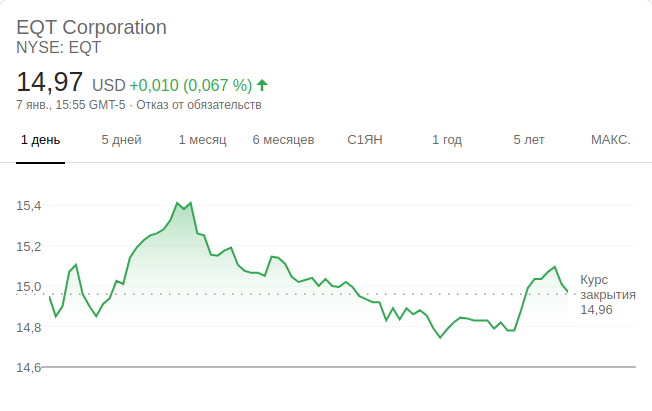 EQT Corporation
NYSE: EQT
14,97 USD +0,010 (0,067 %)
7 янв., 15:55 GMT-5 · Отказ от обязательств
1 день 5 дней 1 месяц 6 месяцев С1ЯН 1 год 5 лет МАКС.
15,4
15,2
15,0
14,8
14,6
Курс
закрытия
14,96